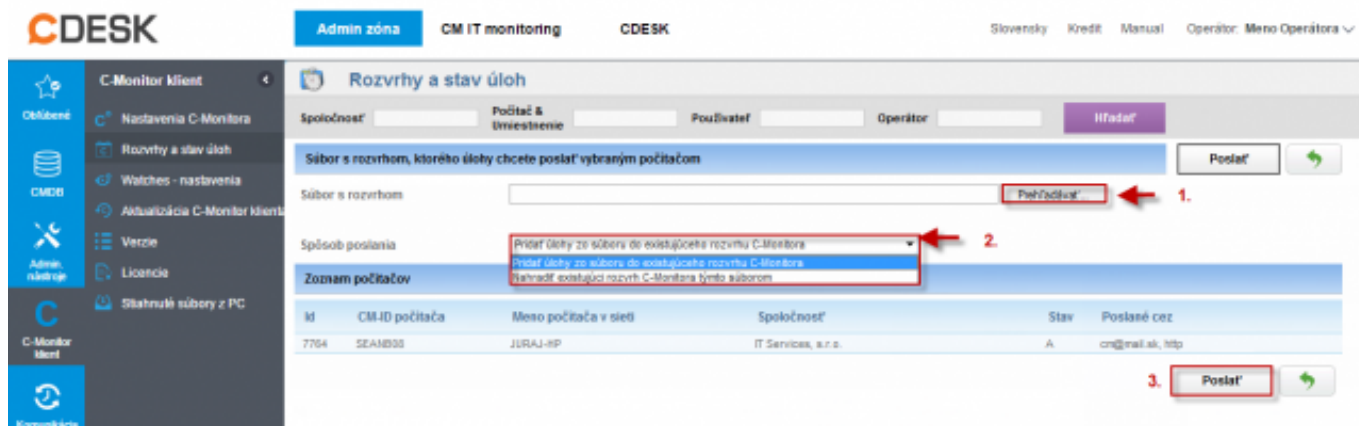 CDESK
Admin zóna CM IT monitoring CDESK Slovensky Kredit Manual Operátor: Meno Operátora
Obľúbené
CMDB
Admin. nástroje
C-Monitor klient
Komunikácia
C-Monitor klient
Nastavenia C-Monitora
Rozvrhy a stav úloh
Watches - nastavenia
Aktualizácia C-Monitor klienta
Verzie
Licencie
Stiahnuté súbory z PC
Rozvrhy a stav úloh
Spoločnosť Počítač & Umiestnenie Používateľ Operátor Hľadať
Súbor s rozvrhom, ktorého úlohy chcete poslať vybraným počítačom Poslať
Súbor s rozvrhom Prehľadávať... 1.
Spôsob poslania Pridať úlohy zo súboru do existujúceho rozvrhu C-Monitora 2.
Pridať úlohy zo súboru do existujúceho rozvrhu C-Monitora
Nahradiť existujúci rozvrh C-Monitora týmto súborom
Zoznam počítačov
Id CM-ID počítača Meno počítača v sieti Spoločnosť Stav Poslané cez
7764 SEANB08 JURAJ-HP IT Services, s.r.o. A cm@mail.sk, http
3. Poslať